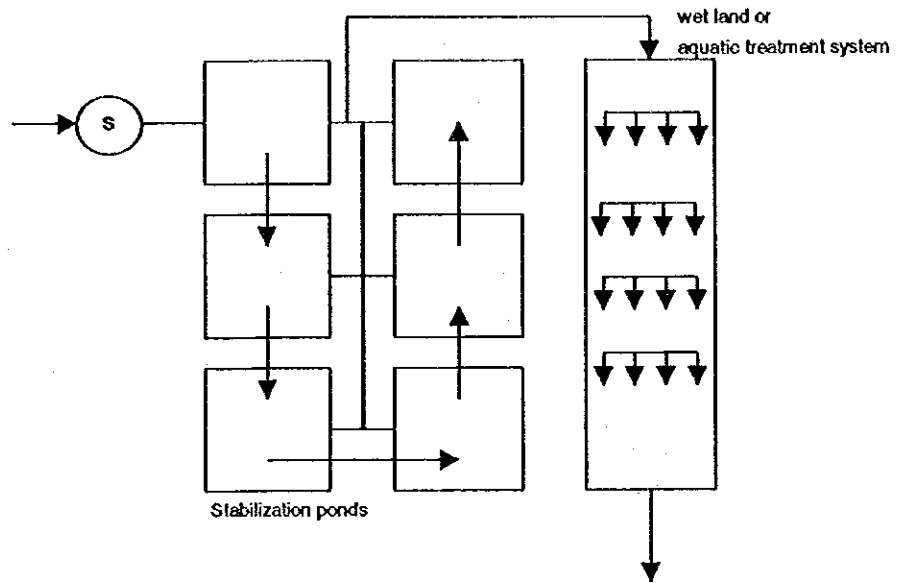 wet land or
aquatic treatment system
S
Stabilization ponds